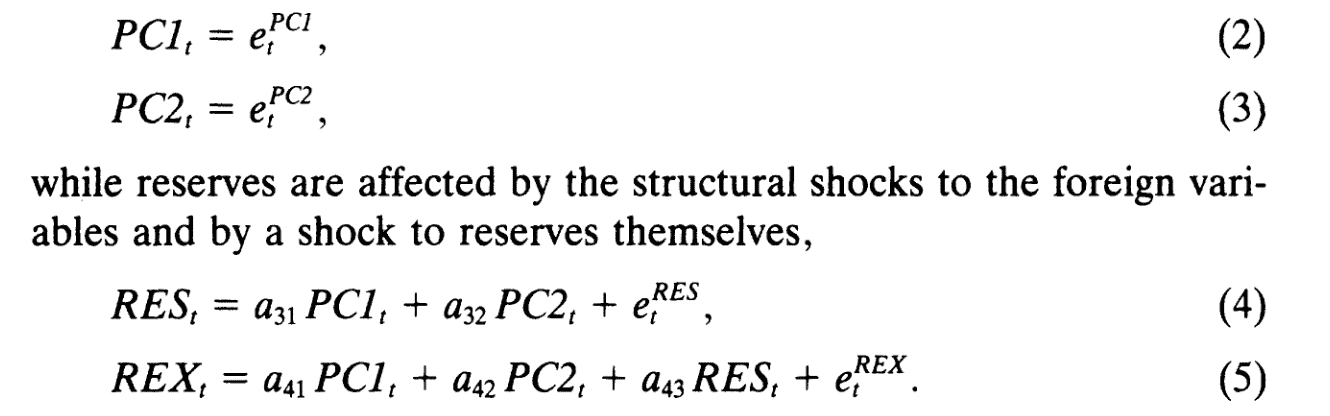 PC1_t = e_t^{PC1}, (2)
PC2_t = e_t^{PC2}, (3)
while reserves are affected by the structural shocks to the foreign vari-
ables and by a shock to reserves themselves,
RES_t = a_{31} PC1_t + a_{32} PC2_t + e_t^{RES}, (4)
REX_t = a_{41} PC1_t + a_{42} PC2_t + a_{43} RES_t + e_t^{REX}. (5)